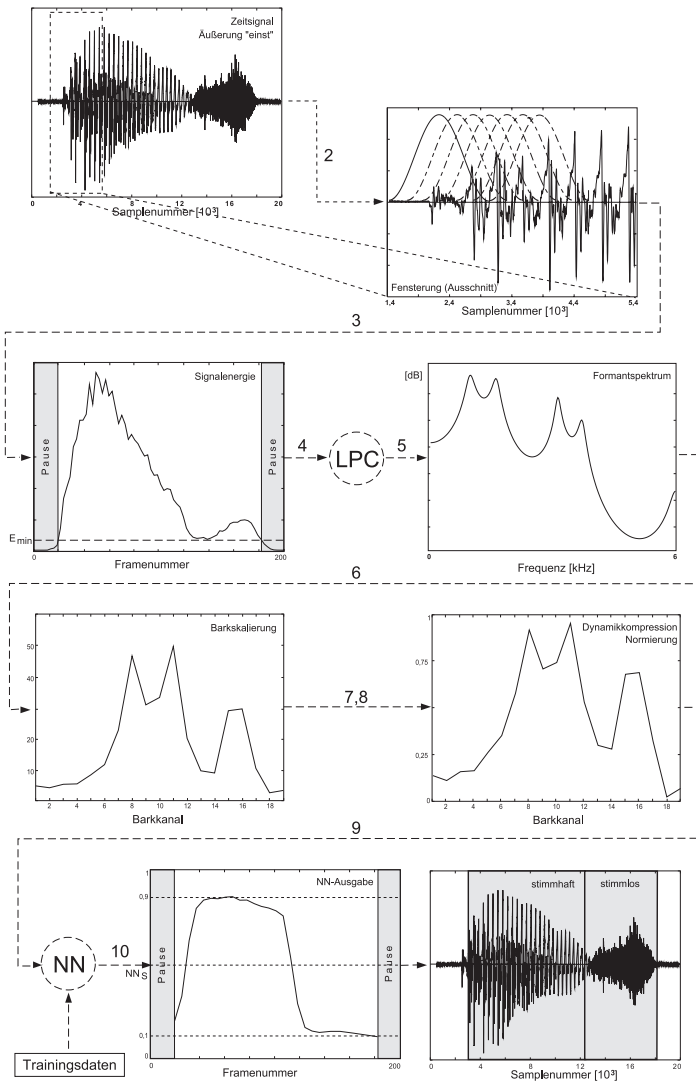 Zeitsignal
Äußerung "einst"
0 4 8 12 16 20
Samplenummer [10³]
2
Fensterung (Ausschnitt)
1,4 2,4 3,4 4,4 5,4
Samplenummer [10³]
3
Signalenergie
Pause
Pause
E min
0 200
Framenummer
4
LPC
5
[dB]
Formantspektrum
0 6
Frequenz [kHz]
6
Barkskalierung
50
40
30
20
10
2 4 6 8 10 12 14 16 18
Barkkanal
7,8
Dynamikkompression
Normierung
1
0,75
0,5
0,25
0
2 4 6 8 10 12 14 16 18
Barkkanal
9
NN
10
NN S
Trainingsdaten
NN-Ausgabe
1
0,9
0,1
0
Pause
Pause
0 200
Framenummer
stimmhaft
stimmlos
0 4 8 12 16 20
Samplenummer [10³]